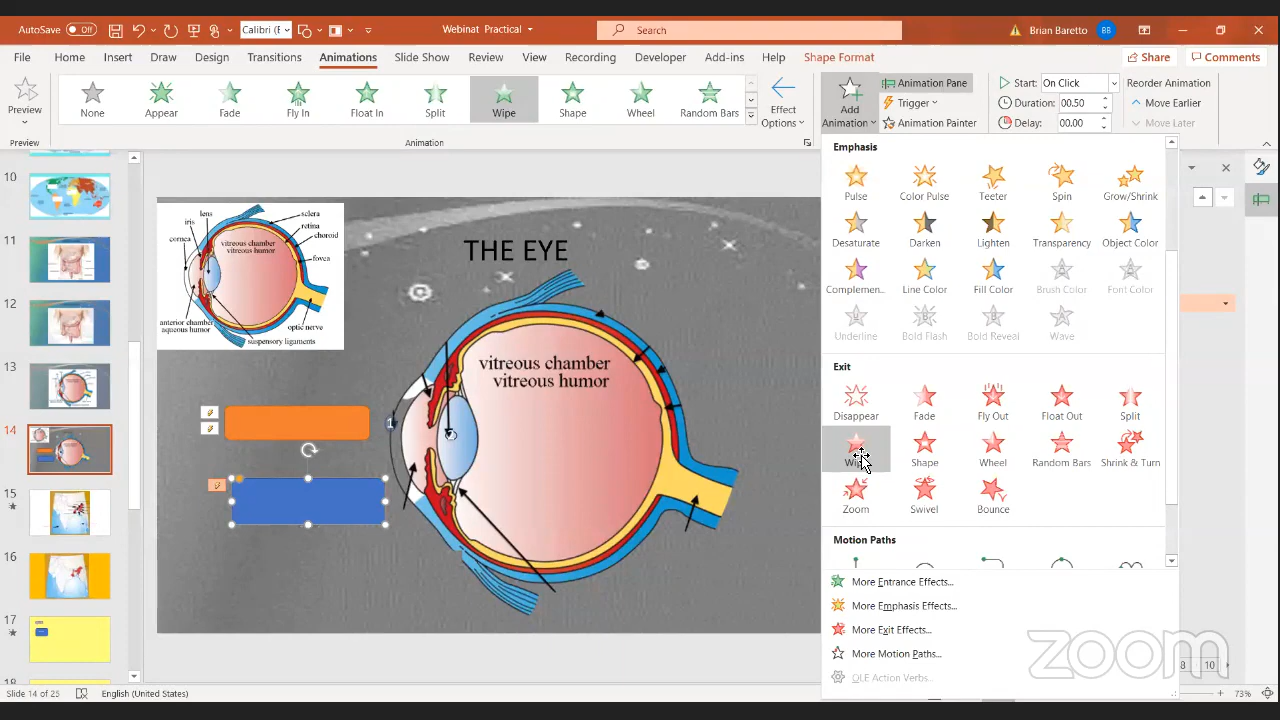 AutoSave Off Calibri (E Webinat Practical Search Brian Baretto BB
File Home Insert Draw Design Transitions Animations Slide Show Review View Recording Developer Add-ins Help Shape Format Share Comments
Preview None Appear Fade Fly In Float In Split Wipe Shape Wheel Random Bars Effect Options Add Animation
Animation Pane Start: On Click Reorder Animation
Trigger Duration: 00.50 Move Earlier
Animation Painter Delay: 00.00 Move Later
Preview Animation
10
11
12
13
14
15
16
17
18
lens
iris
cornea
sclera
retina
choroid
fovea
vitreous chamber
vitreous humor
anterior chamber
aqueous humor
optic nerve
suspensory ligaments
THE EYE
vitreous chamber
vitreous humor
1
Emphasis
Pulse Color Pulse Teeter Spin Grow/Shrink
Desaturate Darken Lighten Transparency Object Color
Complemen... Line Color Fill Color Brush Color Font Color
Underline Bold Flash Bold Reveal Wave
Exit
Disappear Fade Fly Out Float Out Split
Wipe Shape Wheel Random Bars Shrink & Turn
Zoom Swivel Bounce
Motion Paths
More Entrance Effects...
More Emphasis Effects...
More Exit Effects...
More Motion Paths...
OLE Action Verbs...
zoom
8 10
Slide 14 of 25 English (United States) 73%